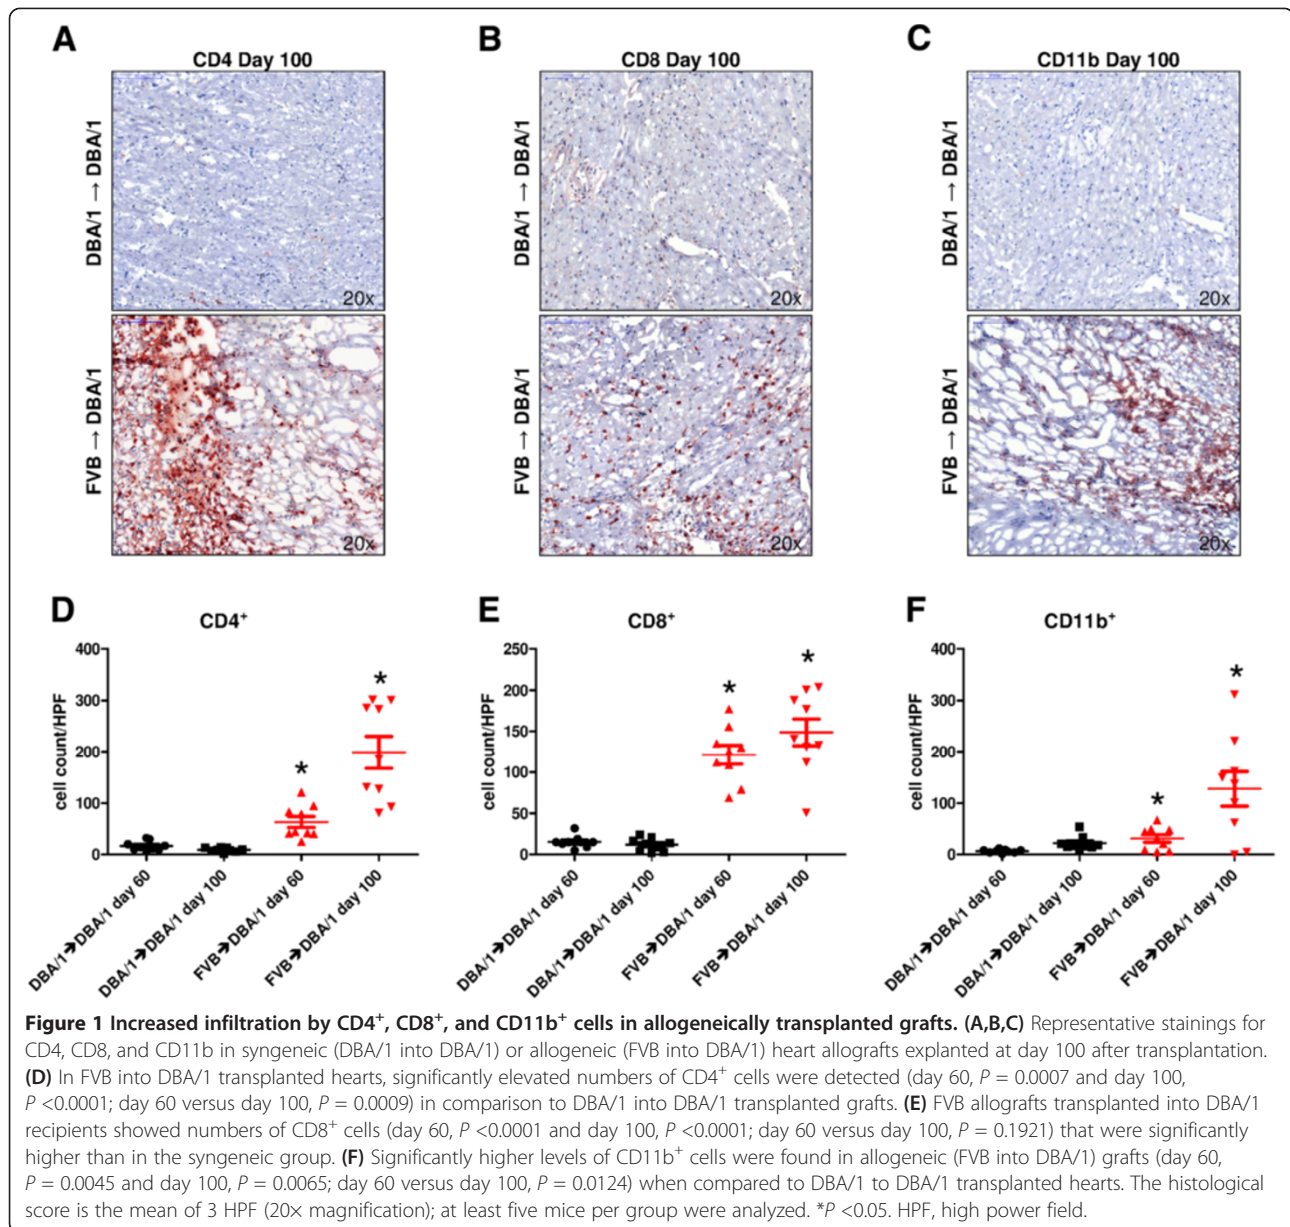 A
CD4 Day 100
DBA/1 → DBA/1
20x
FVB → DBA/1
20x
B
CD8 Day 100
DBA/1 → DBA/1
20x
FVB → DBA/1
20x
C
CD11b Day 100
DBA/1 → DBA/1
20x
FVB → DBA/1
20x
D
CD4⁺
cell count/HPF
400
300
200
100
0
*
*
DBA/1➔DBA/1 day 60
DBA/1➔DBA/1 day 100
FVB➔DBA/1 day 60
FVB➔DBA/1 day 100
E
CD8⁺
cell count/HPF
250
200
150
100
50
0
*
*
DBA/1➔DBA/1 day 60
DBA/1➔DBA/1 day 100
FVB➔DBA/1 day 60
FVB➔DBA/1 day 100
F
CD11b⁺
cell count/HPF
400
300
200
100
0
*
*
DBA/1➔DBA/1 day 60
DBA/1➔DBA/1 day 100
FVB➔DBA/1 day 60
FVB➔DBA/1 day 100
Figure 1 Increased infiltration by CD4⁺, CD8⁺, and CD11b⁺ cells in allogeneically transplanted grafts. (A,B,C) Representative stainings for
CD4, CD8, and CD11b in syngeneic (DBA/1 into DBA/1) or allogeneic (FVB into DBA/1) heart allografts explanted at day 100 after transplantation.
(D) In FVB into DBA/1 transplanted hearts, significantly elevated numbers of CD4⁺ cells were detected (day 60, P = 0.0007 and day 100,
P <0.0001; day 60 versus day 100, P = 0.0009) in comparison to DBA/1 into DBA/1 transplanted grafts. (E) FVB allografts transplanted into DBA/1
recipients showed numbers of CD8⁺ cells (day 60, P <0.0001 and day 100, P <0.0001; day 60 versus day 100, P = 0.1921) that were significantly
higher than in the syngeneic group. (F) Significantly higher levels of CD11b⁺ cells were found in allogeneic (FVB into DBA/1) grafts (day 60,
P = 0.0045 and day 100, P = 0.0065; day 60 versus day 100, P = 0.0124) when compared to DBA/1 to DBA/1 transplanted hearts. The histological
score is the mean of 3 HPF (20× magnification); at least five mice per group were analyzed. *P <0.05. HPF, high power field.